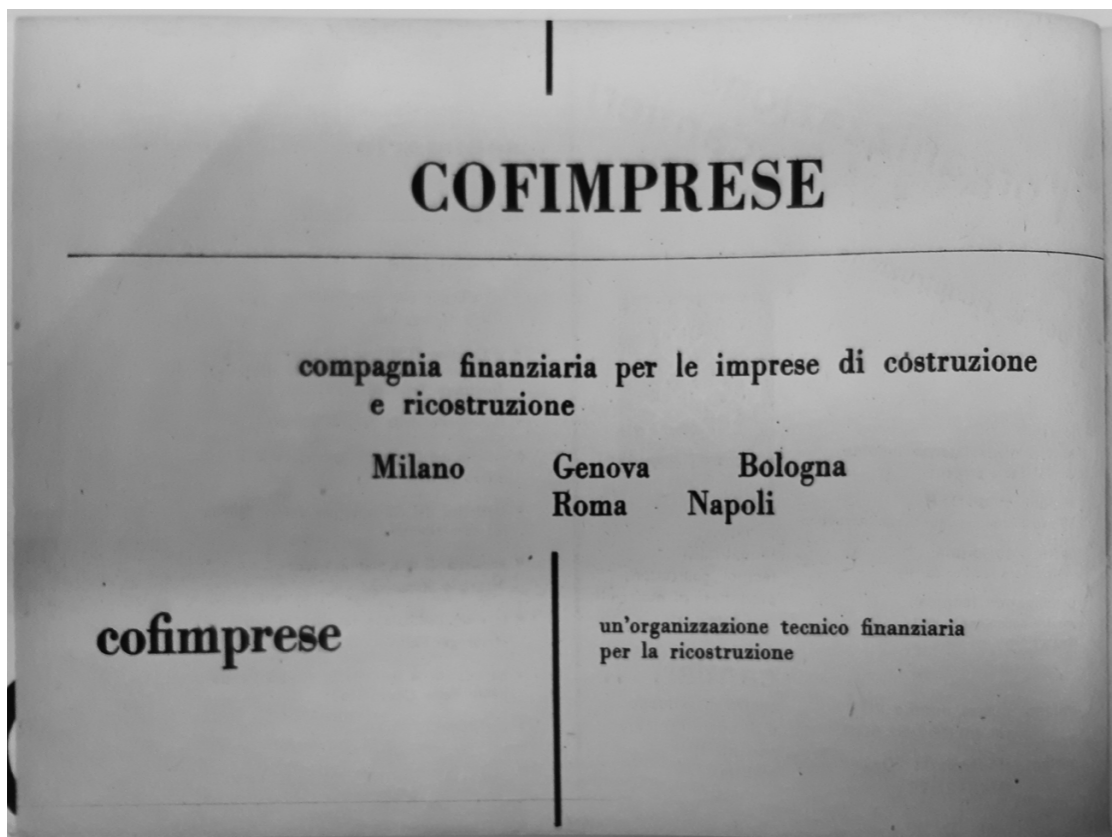 COFIMPRESE
compagnia finanziaria per le imprese di costruzione
e ricostruzione
Milano Genova Bologna
Roma Napoli
cofimprese
un'organizzazione tecnico finanziaria
per la ricostruzione